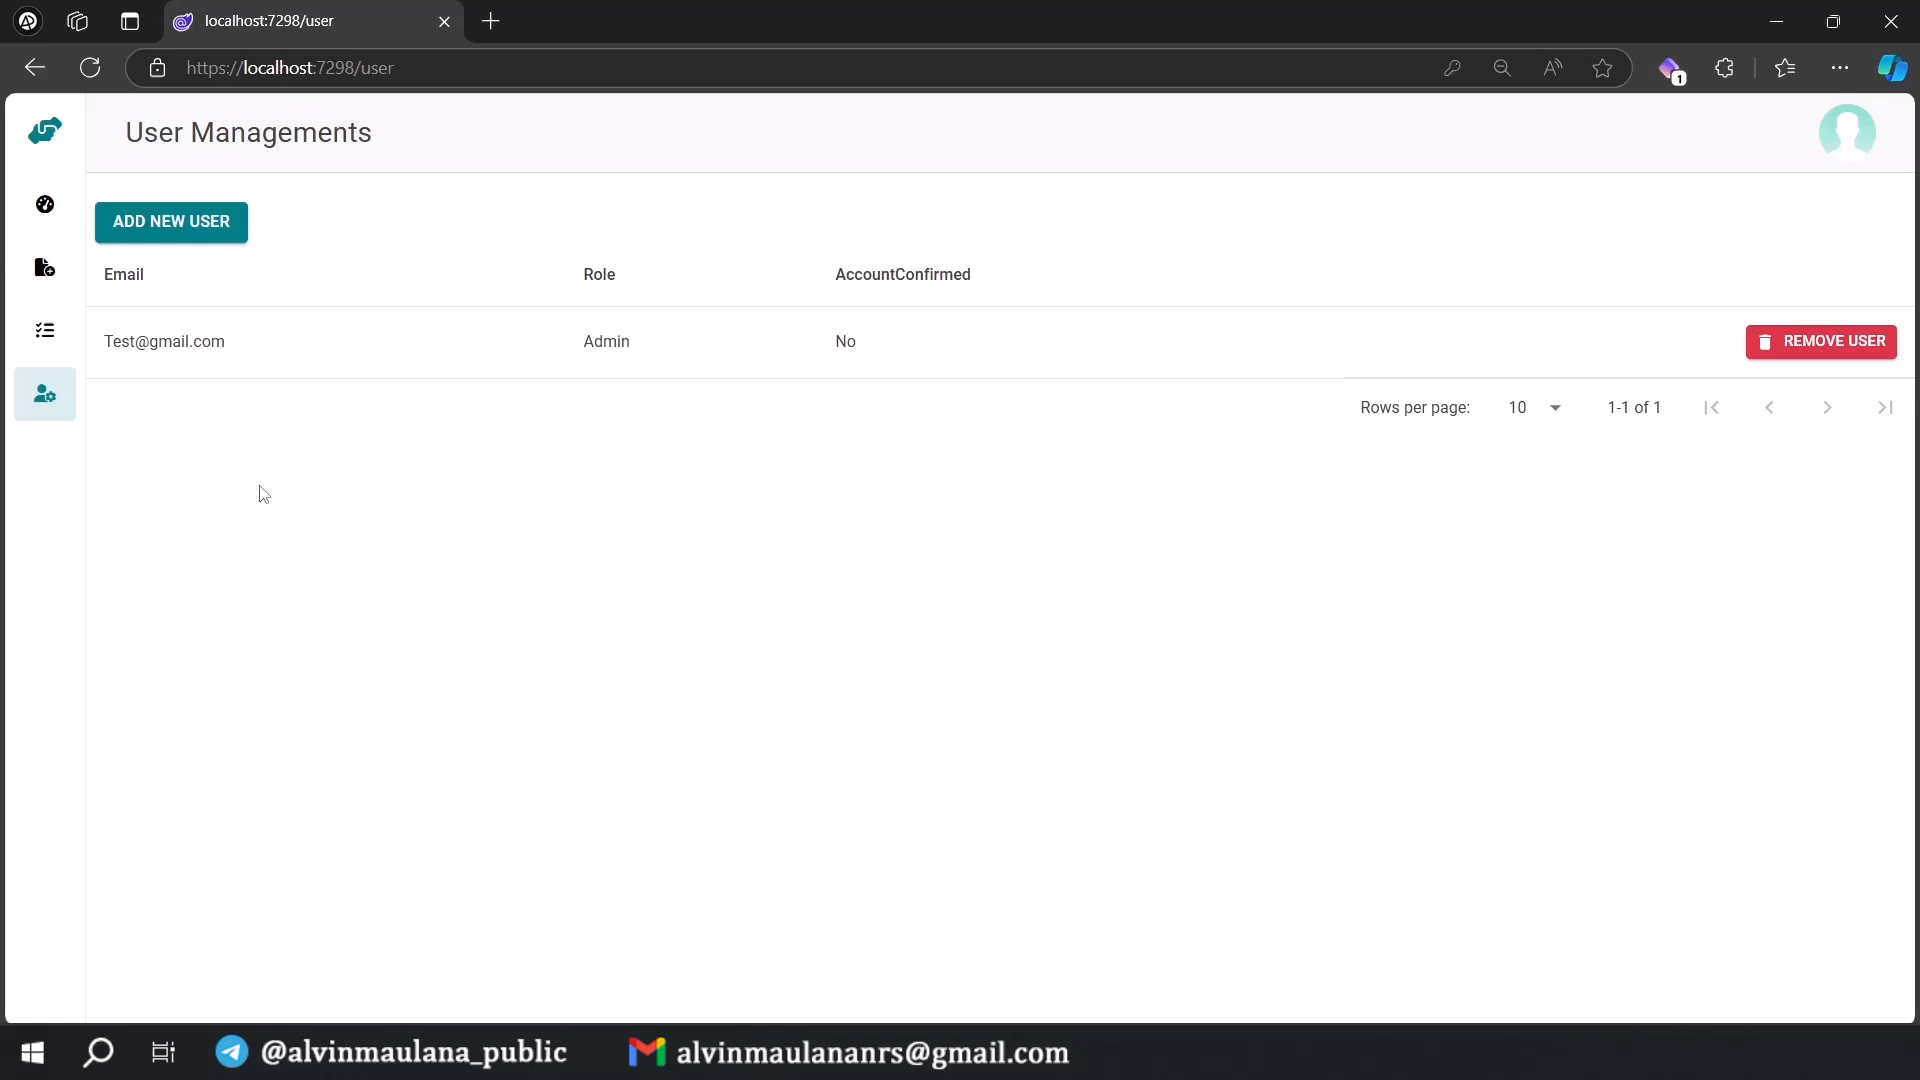 localhost:7298/user
https://localhost:7298/user
1
User Managements
ADD NEW USER
Email Role AccountConfirmed
Test@gmail.com Admin No REMOVE USER
Rows per page: 10 1-1 of 1
@alvinmaulana_public alvinmaulananrs@gmail.com